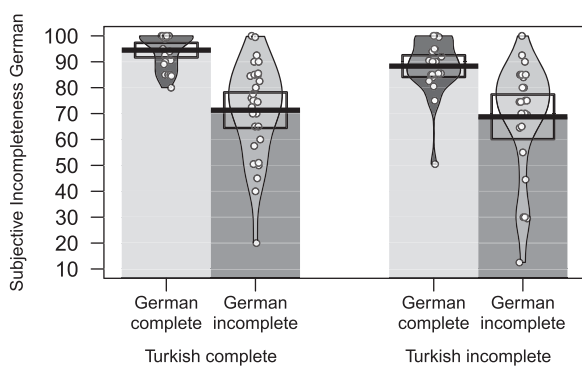 Subjective Incompleteness German
100
90
80
70
60
50
40
30
20
10
German complete
German incomplete
German complete
German incomplete
Turkish complete
Turkish incomplete